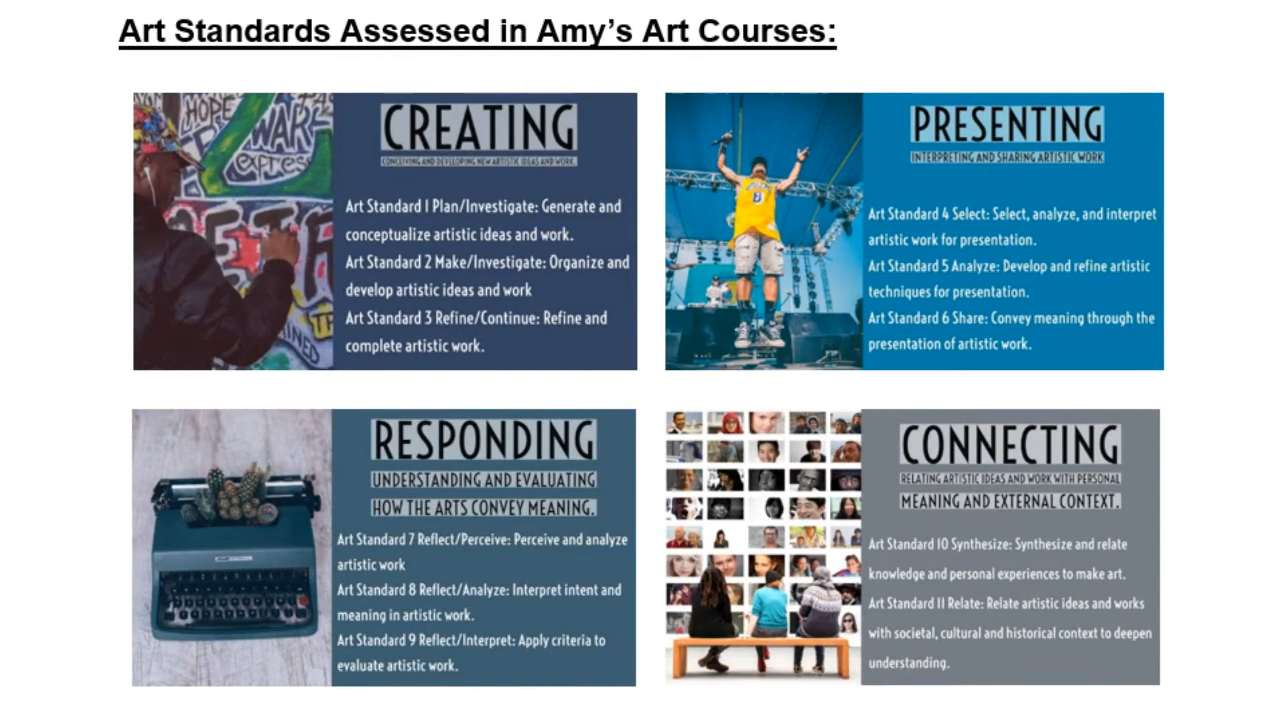 Art Standards Assessed in Amy's Art Courses:
CREATING
CONCEIVING AND DEVELOPING NEW ARTISTIC IDEAS AND WORK.
Art Standard 1 Plan/Investigate: Generate and
conceptualize artistic ideas and work.
Art Standard 2 Make/Investigate: Organize and
develop artistic ideas and work
Art Standard 3 Refine/Continue: Refine and
complete artistic work.
HOPE
WAR
express
PRESENTING
INTERPRETING AND SHARING ARTISTIC WORK
Art Standard 4 Select: Select, analyze, and interpret
artistic work for presentation.
Art Standard 5 Analyze: Develop and refine artistic
techniques for presentation.
Art Standard 6 Share: Convey meaning through the
presentation of artistic work.
8
RESPONDING
UNDERSTANDING AND EVALUATING
HOW THE ARTS CONVEY MEANING.
Art Standard 7 Reflect/Perceive: Perceive and analyze
artistic work
Art Standard 8 Reflect/Analyze: Interpret intent and
meaning in artistic work.
Art Standard 9 Reflect/Interpret: Apply criteria to
evaluate artistic work.
CONNECTING
RELATING ARTISTIC IDEAS AND WORK WITH PERSONAL
MEANING AND EXTERNAL CONTEXT.
Art Standard 10 Synthesize: Synthesize and relate
knowledge and personal experiences to make art.
Art Standard 11 Relate: Relate artistic ideas and works
with societal, cultural and historical context to deepen
understanding.